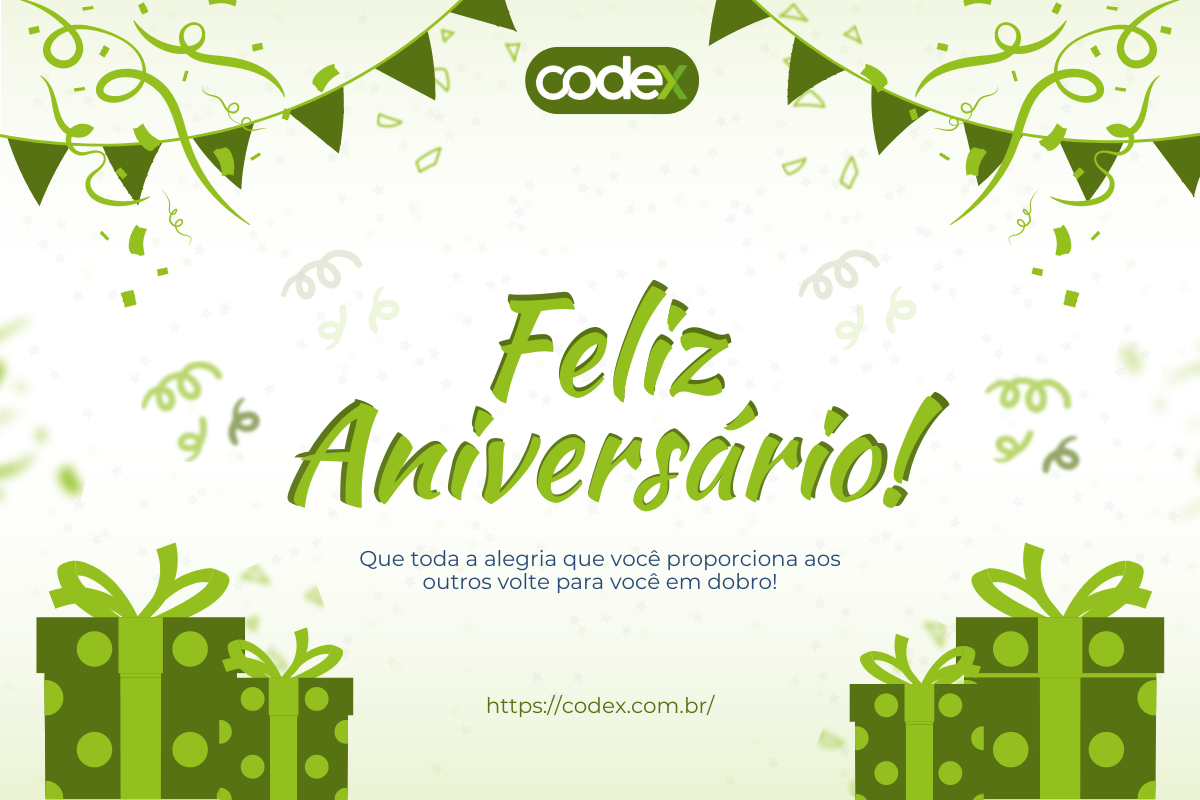 codex
Feliz
Aniversário!
Que toda a alegria que você proporciona aos
outros volte para você em dobro!
https://codex.com.br/